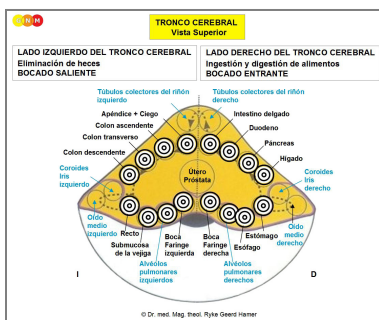 TRONCO CEREBRAL
Vista Superior
LADO IZQUIERDO DEL TRONCO CEREBRAL
Eliminación de heces
BOCADO SALIENTE
LADO DERECHO DEL TRONCO CEREBRAL
Ingestión y digestión de alimentos
BOCADO ENTRANTE
Túbulos colectores del riñón
izquierdo
Túbulos colectores del riñón
derecho
Apéndice + Ciego
Intestino delgado
Colon ascendente
Duodeno
Colon transverso
Páncreas
Colon descendente
Hígado
Útero
Próstata
Coroides
Iris
izquierdo
Coroides
Iris
derecho
Oído
medio
izquierdo
Oído
medio
derecho
Recto
Submucosa
de la vejiga
Boca
Faringe
izquierda
Boca
Faringe
derecha
Esófago
Estómago
Alvéolos
pulmonares
izquierdos
Alvéolos
pulmonares
derechos
I
D
© Dr. med. Mag. theol. Ryke Geerd Hamer